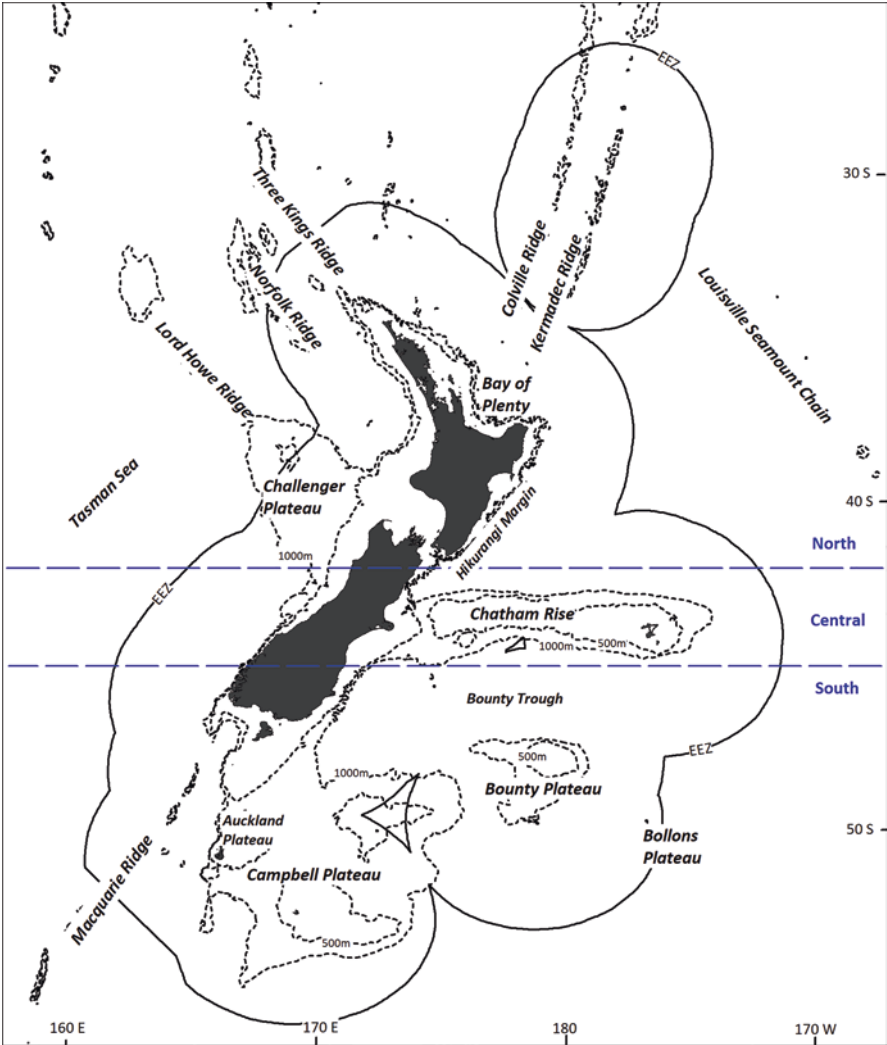 EEZ
30 S
Three Kings Ridge
Colville Ridge
Kermadec Ridge
Norfolk Ridge
Louisville Seamount Chain
Lord Howe Ridge
Bay of
Plenty
Tasman Sea
Challenger
Plateau
40 S
Hikurangi Margin
1000m
North
EEZ
Chatham Rise
Central
1000m
500m
South
Bounty Trough
EEZ
500m
1000m
Bounty Plateau
Auckland
Plateau
50 S
Bollons
Plateau
Campbell Plateau
Macquarie Ridge
500m
160 E
170 E
180
170 W